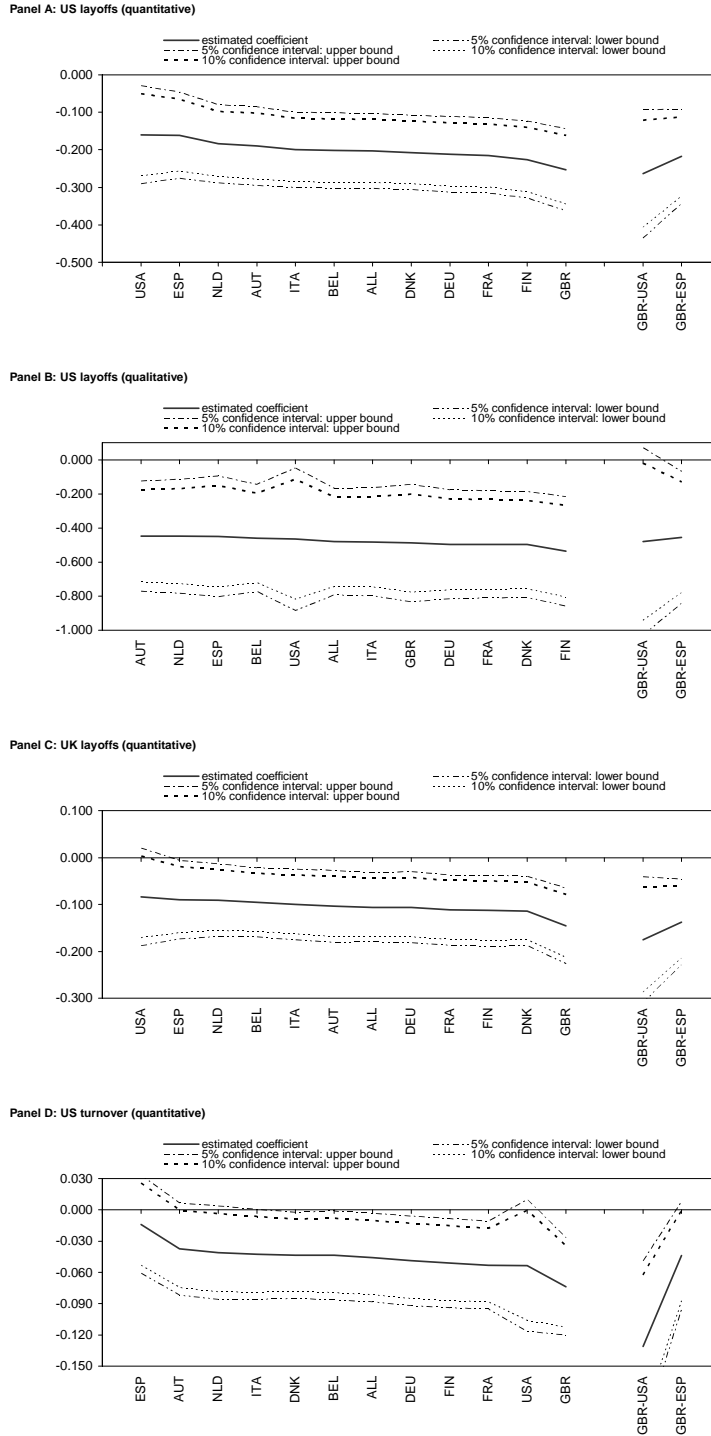 Panel A: US layoffs (quantitative)
estimated coefficient
5% confidence interval: upper bound 5% confidence interval: lower bound
10% confidence interval: upper bound 10% confidence interval: lower bound
0.000
-0.100
-0.200
-0.300
-0.400
-0.500
USA ESP NLD AUT ITA BEL ALL DNK DEU FRA FIN GBR GBR-USA GBR-ESP
Panel B: US layoffs (qualitative)
estimated coefficient
5% confidence interval: upper bound 5% confidence interval: lower bound
10% confidence interval: upper bound 10% confidence interval: lower bound
0.000
-0.200
-0.400
-0.600
-0.800
-1.000
AUT NLD ESP BEL USA ALL ITA GBR DEU FRA DNK FIN GBR-USA GBR-ESP
Panel C: UK layoffs (quantitative)
estimated coefficient
5% confidence interval: upper bound 5% confidence interval: lower bound
10% confidence interval: upper bound 10% confidence interval: lower bound
0.100
0.000
-0.100
-0.200
-0.300
USA ESP NLD BEL ITA AUT ALL DEU FRA FIN DNK GBR GBR-USA GBR-ESP
Panel D: US turnover (quantitative)
estimated coefficient
5% confidence interval: upper bound 5% confidence interval: lower bound
10% confidence interval: upper bound 10% confidence interval: lower bound
0.030
0.000
-0.030
-0.060
-0.090
-0.120
-0.150
ESP AUT NLD ITA DNK BEL ALL DEU FIN FRA USA GBR GBR-USA GBR-ESP